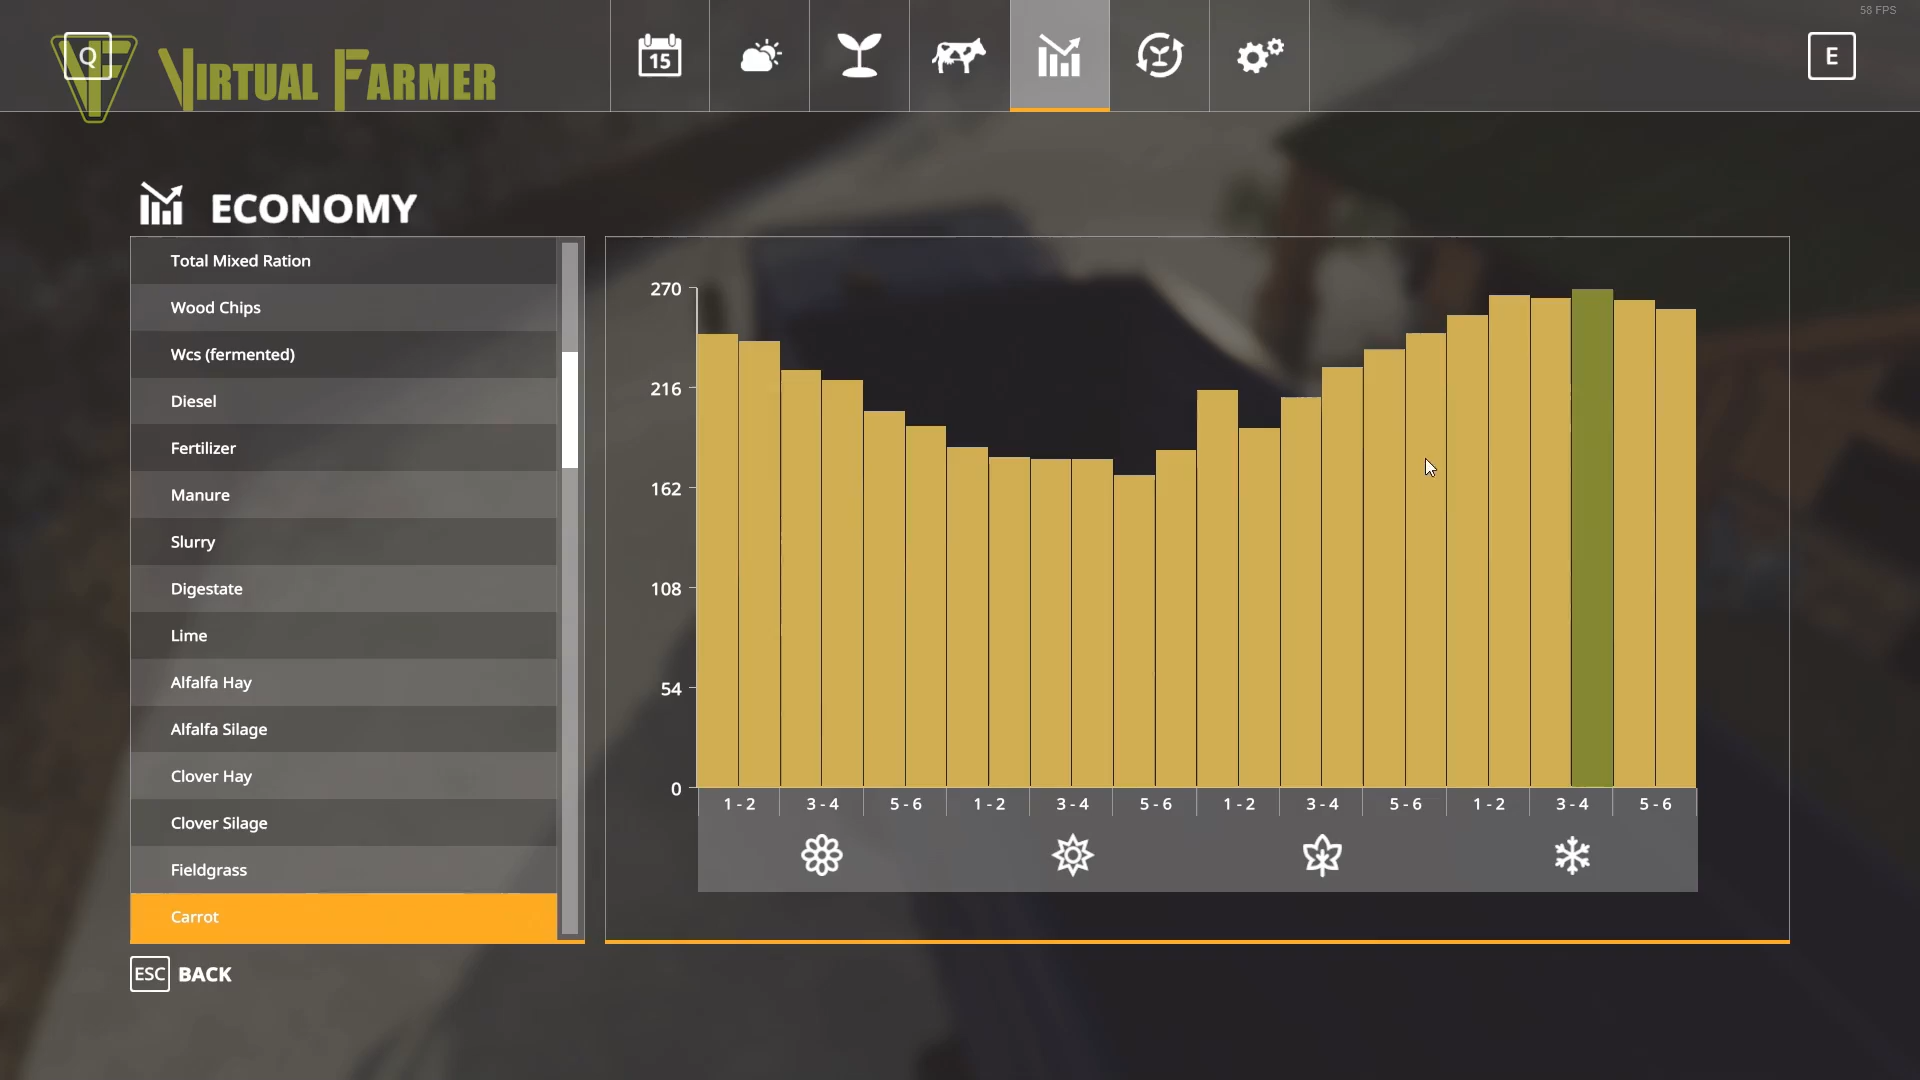 58 FPS
Q
VF
VIRTUAL FARMER
15
E
ECONOMY
Total Mixed Ration
Wood Chips
Wcs (fermented)
Diesel
Fertilizer
Manure
Slurry
Digestate
Lime
Alfalfa Hay
Alfalfa Silage
Clover Hay
Clover Silage
Fieldgrass
Carrot
270
216
162
108
54
0
1 - 2 3 - 4 5 - 6 1 - 2 3 - 4 5 - 6 1 - 2 3 - 4 5 - 6 1 - 2 3 - 4 5 - 6
ESC BACK